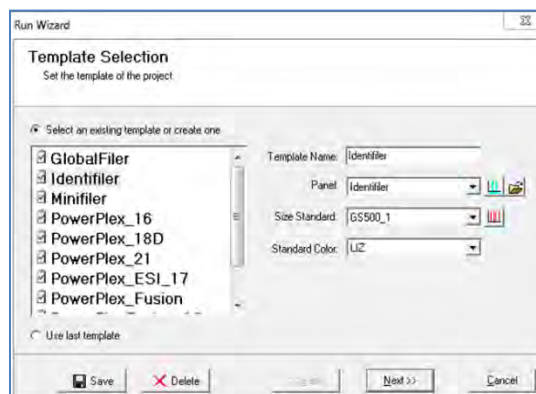 Run Wizard
Template Selection
Set the template of the project
Select an existing template or create one
GlobalFiler
Identifiler
Minifiler
PowerPlex_16
PowerPlex_18D
PowerPlex_21
PowerPlex_ESI_17
PowerPlex_Fusion
Template Name: Identifiler
Panel: Identifiler
Size Standard: GS500_1
Standard Color: LIZ
Use last template
Save Delete Next >> Cancel